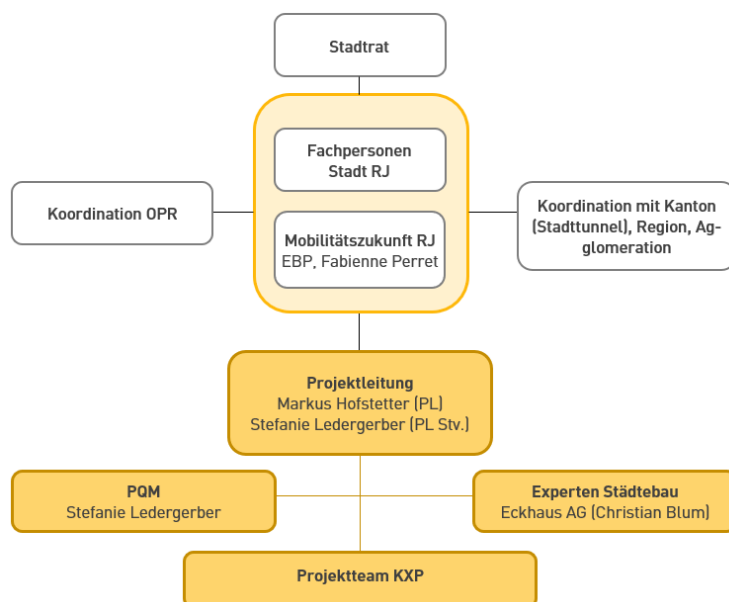 Stadtrat
Fachpersonen
Stadt RJ
Koordination OPR
Mobilitätszukunft RJ
EBP, Fabienne Perret
Koordination mit Kanton
(Stadttunnel), Region, Ag-
glomeration
Projektleitung
Markus Hofstetter (PL)
Stefanie Ledergerber (PL Stv.)
PQM
Stefanie Ledergerber
Experten Städtebau
Eckhaus AG (Christian Blum)
Projektteam KXP